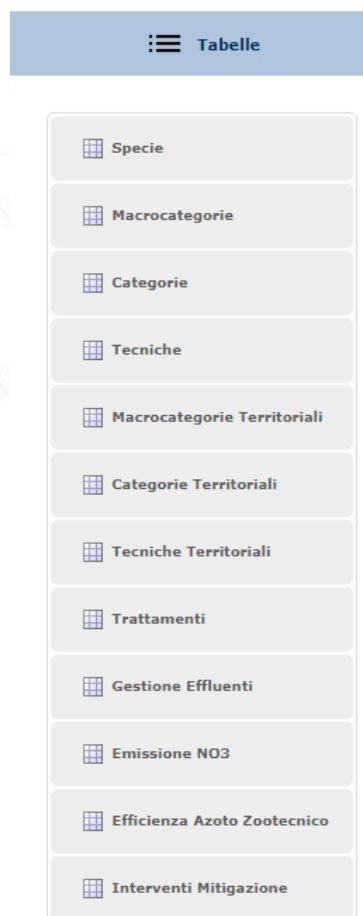 Tabelle
Specie
Macrocategorie
Categorie
Tecniche
Macrocategorie Territoriali
Categorie Territoriali
Tecniche Territoriali
Trattamenti
Gestione Effluenti
Emissione NO3
Efficienza Azoto Zootecnico
Interventi Mitigazione